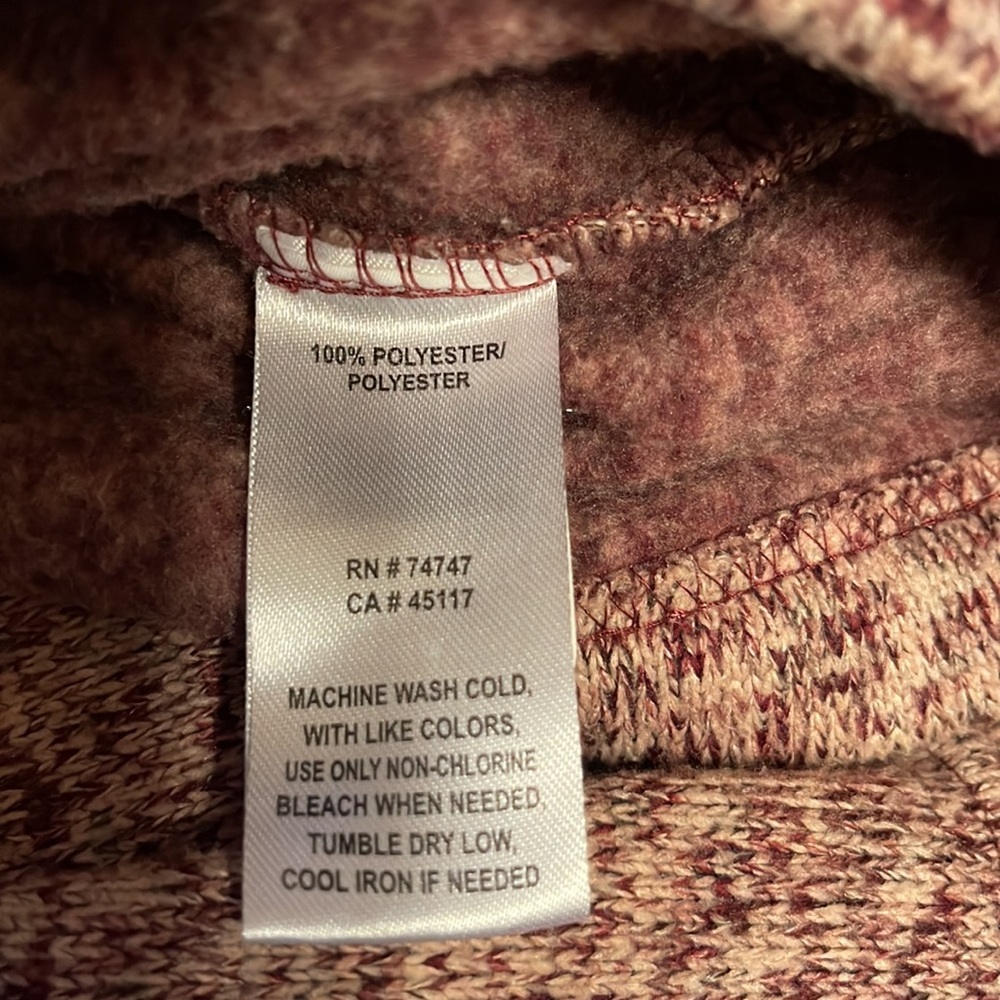 100% POLYESTER/
POLYESTER
RN # 74747
CA # 45117
MACHINE WASH COLD,
WITH LIKE COLORS,
USE ONLY NON-CHLORINE
BLEACH WHEN NEEDED,
TUMBLE DRY LOW,
COOL IRON IF NEEDED